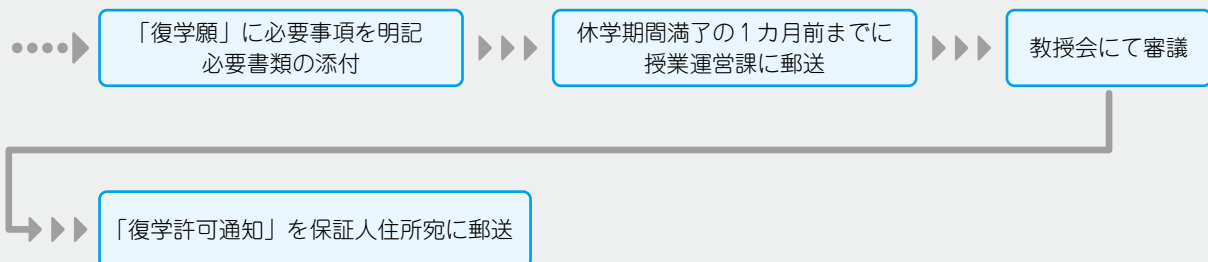 「復学願」に必要事項を明記
必要書類の添付
休学期間満了の１カ月前までに
授業運営課に郵送
教授会にて審議
「復学許可通知」を保証人住所宛に郵送